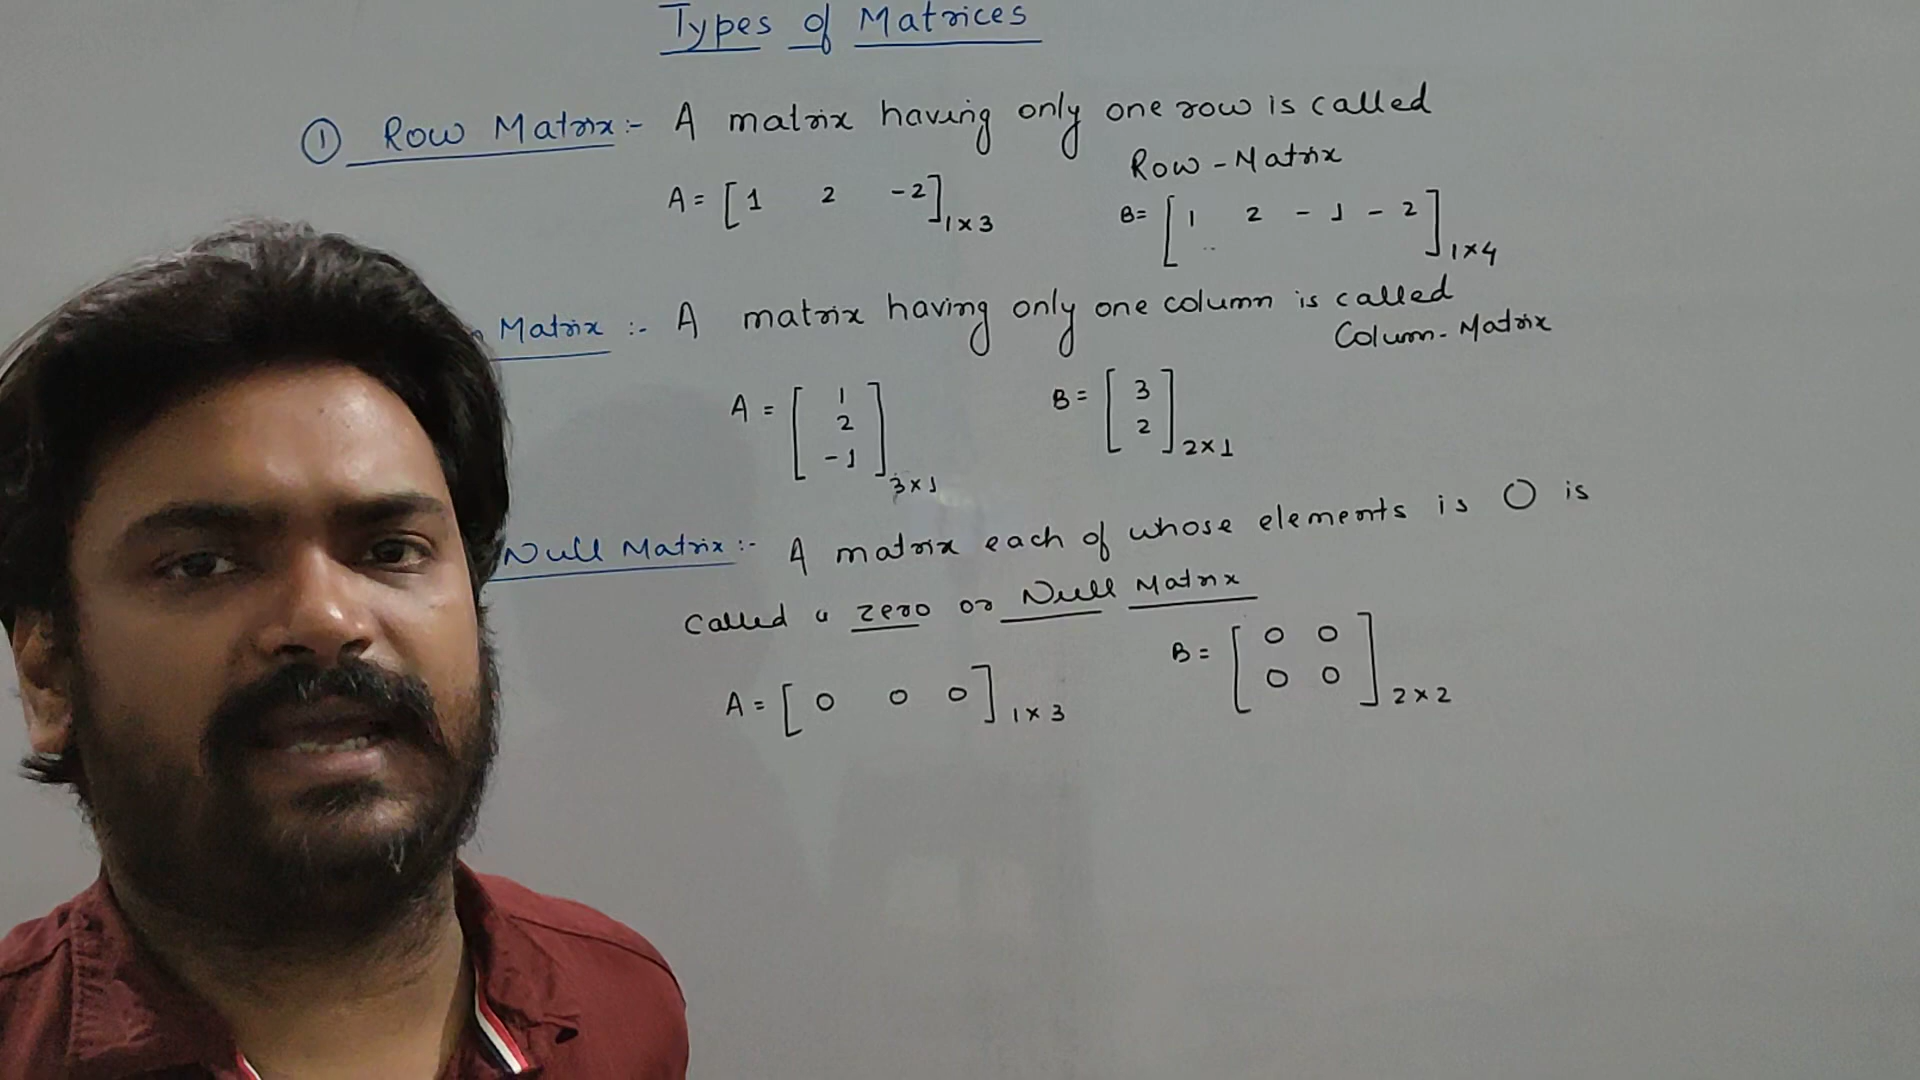 Types of Matrices
① Row Matrix:- A matrix having only one row is called
Row-Matrix
A = [1 2 -2]1×3 B= [1 2 -1 -2]1×4
Matrix :- A matrix having only one column is called
Column-Matrix
A = [1 2 -1]3×1 B = [3 2]2×1
Null Matrix:- A matrix each of whose elements is 0 is
called a zero or Null Matrix
A = [0 0 0]1×3 B = [0 0
0 0]2×2